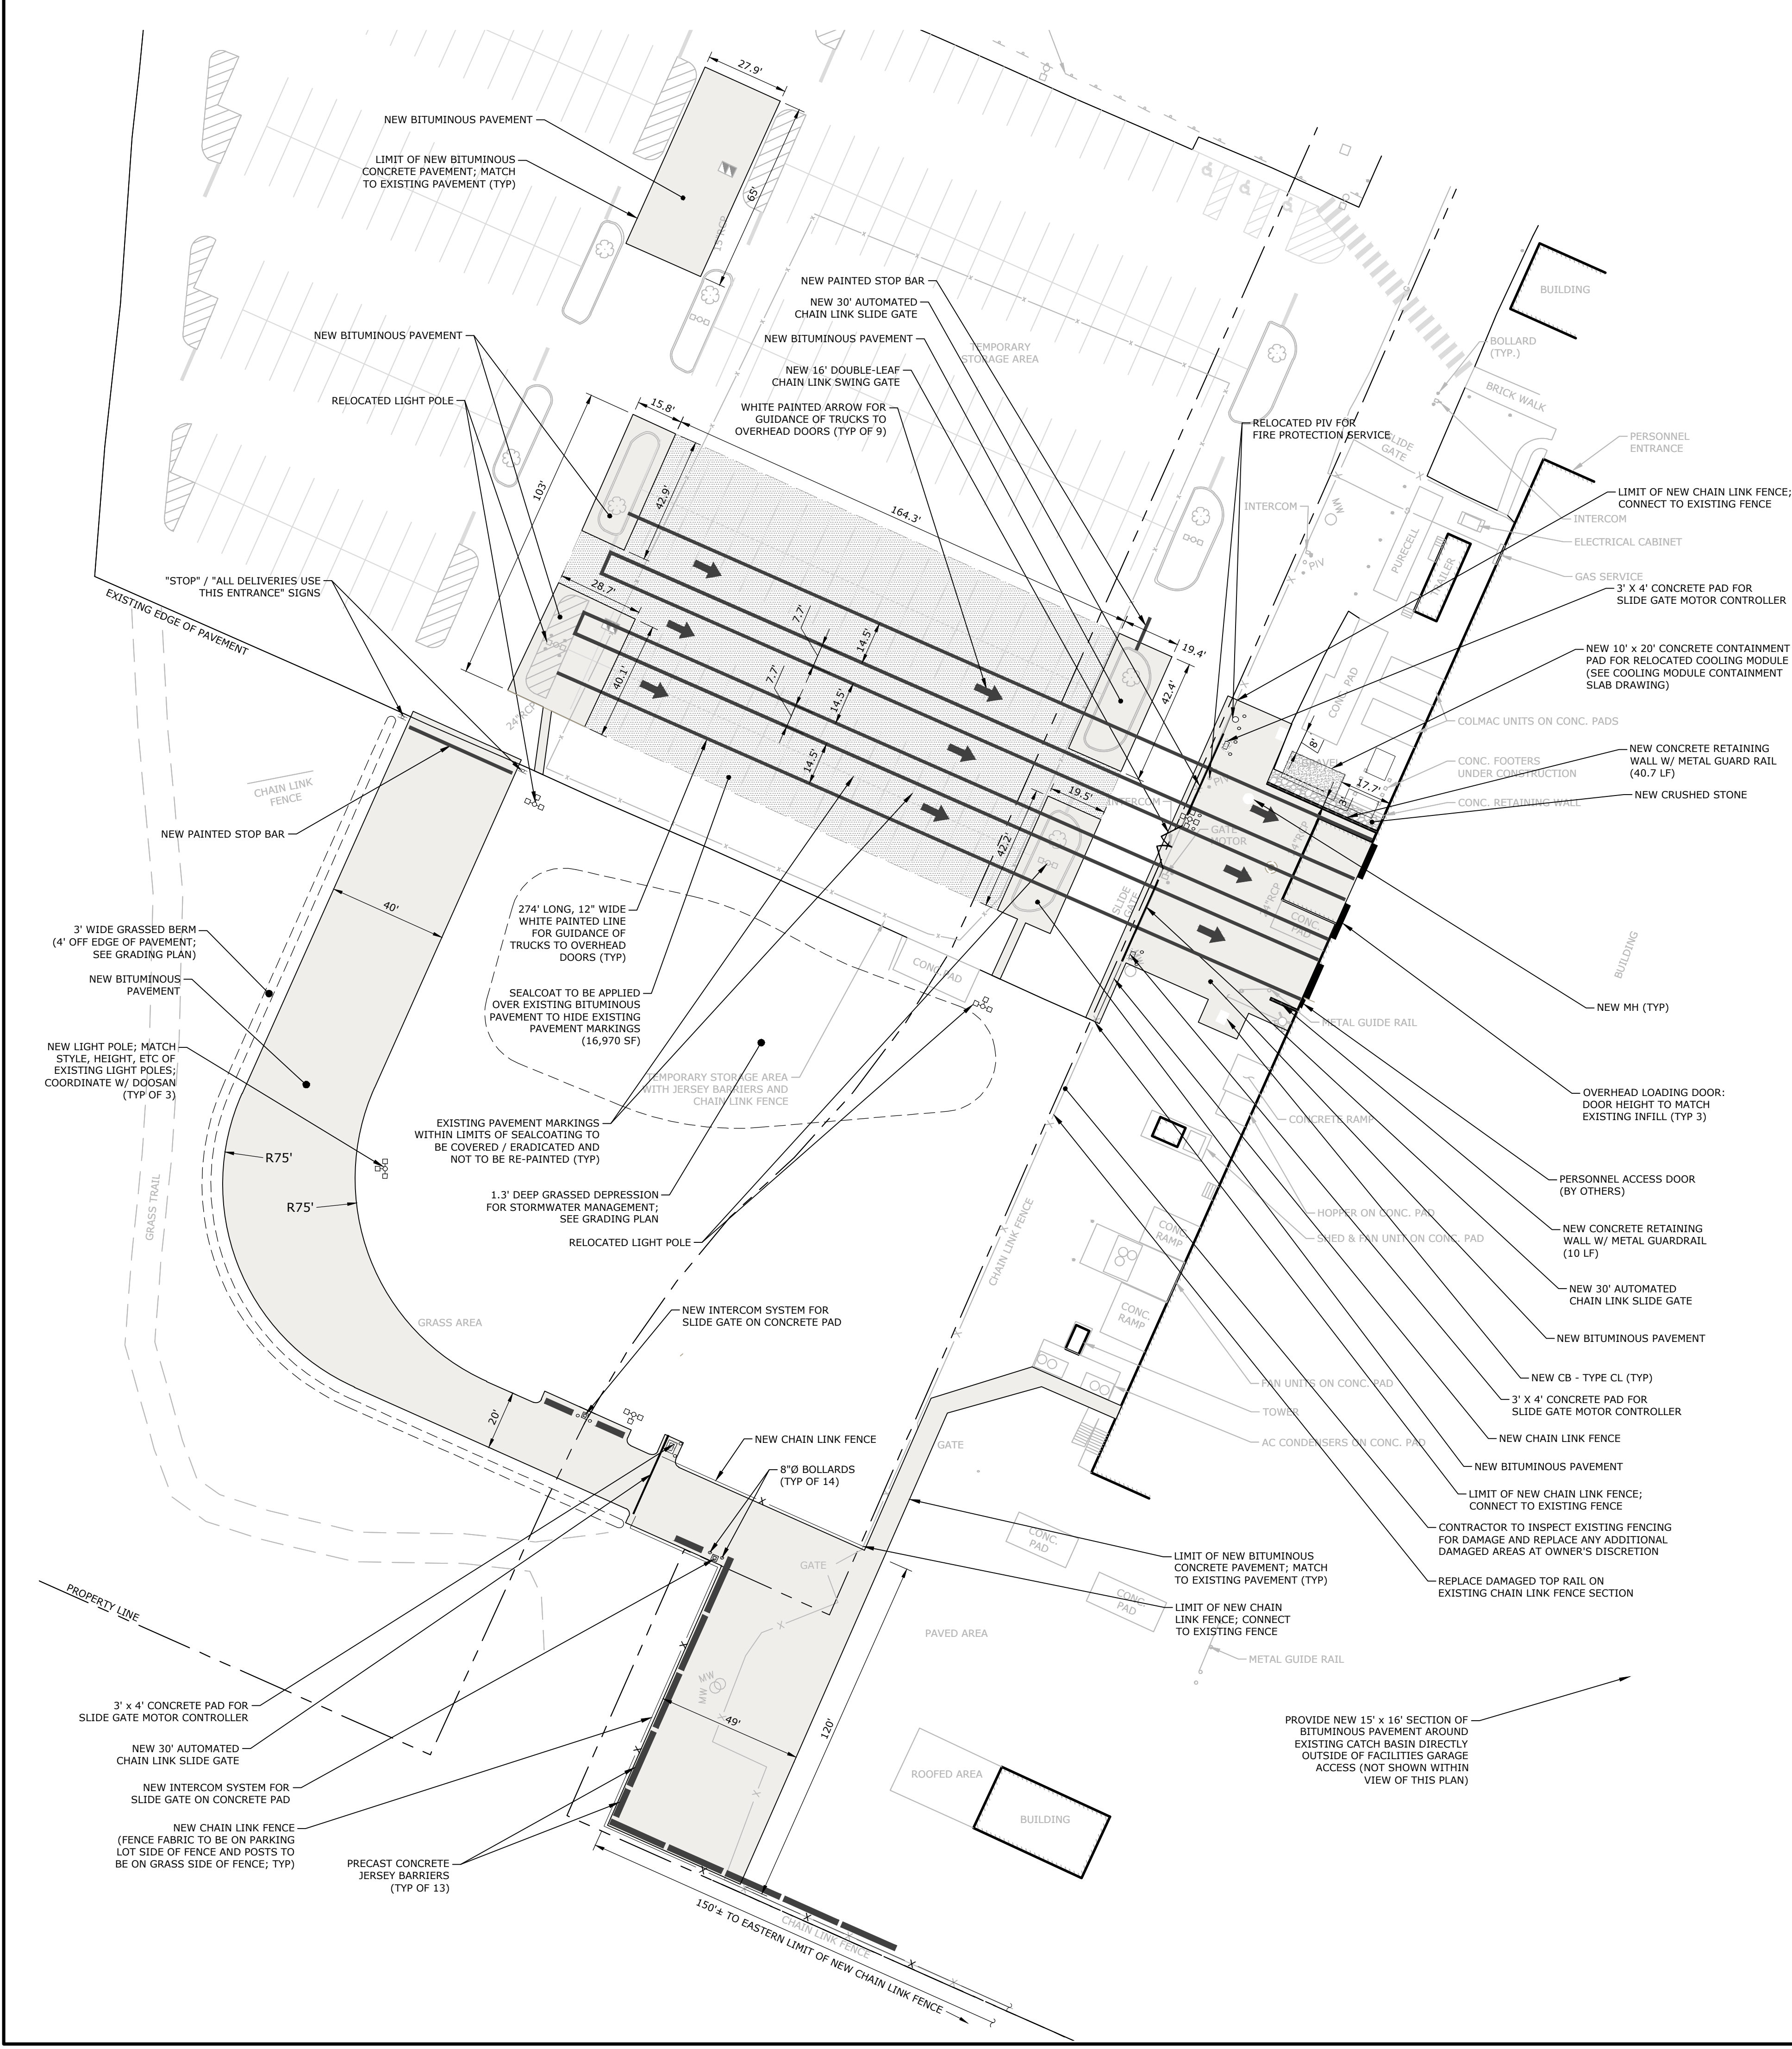 27.9'
NEW BITUMINOUS PAVEMENT
LIMIT OF NEW BITUMINOUS
CONCRETE PAVEMENT; MATCH
TO EXISTING PAVEMENT (TYP)
65'
15"RCP
NEW PAINTED STOP BAR
NEW 30' AUTOMATED
CHAIN LINK SLIDE GATE
NEW BITUMINOUS PAVEMENT
NEW 16' DOUBLE-LEAF
CHAIN LINK SWING GATE
WHITE PAINTED ARROW FOR
GUIDANCE OF TRUCKS TO
OVERHEAD DOORS (TYP OF 9)
TEMPORARY
STORAGE AREA
BUILDING
BOLLARD
(TYP.)
BRICK WALK
PERSONNEL
ENTRANCE
NEW BITUMINOUS PAVEMENT
RELOCATED LIGHT POLE
15.8'
103'
42.9'
164.3'
RELOCATED PIV FOR
FIRE PROTECTION SERVICE
SLIDE
GATE
INTERCOM
MW
PIV
PURECELL
TRAILER
LIMIT OF NEW CHAIN LINK FENCE;
CONNECT TO EXISTING FENCE
INTERCOM
ELECTRICAL CABINET
GAS SERVICE
3' X 4' CONCRETE PAD FOR
SLIDE GATE MOTOR CONTROLLER
"STOP" / "ALL DELIVERIES USE
THIS ENTRANCE" SIGNS
EXISTING EDGE OF PAVEMENT
28.7'
7.7'
14.5'
40.1'
7.7'
14.5'
14.5'
19.4'
42.4'
24"RCP
NEW 10' x 20' CONCRETE CONTAINMENT
PAD FOR RELOCATED COOLING MODULE
(SEE COOLING MODULE CONTAINMENT
SLAB DRAWING)
CONC. PAD
COLMAC UNITS ON CONC. PADS
8'
GRAVEL
17.7'
3'
NEW CONCRETE RETAINING
WALL W/ METAL GUARD RAIL
(40.7 LF)
CONC. FOOTERS
UNDER CONSTRUCTION
NEW CRUSHED STONE
CONC. RETAINING WALL
CHAIN LINK
FENCE
NEW PAINTED STOP BAR
PIV
INTERCOM
GATE
MOTOR
19.5'
42.2'
SLIDE
GATE
CONC.
PAD
40'
3' WIDE GRASSED BERM
(4' OFF EDGE OF PAVEMENT;
SEE GRADING PLAN)
NEW BITUMINOUS
PAVEMENT
274' LONG, 12" WIDE
WHITE PAINTED LINE
FOR GUIDANCE OF
TRUCKS TO OVERHEAD
DOORS (TYP)
SEALCOAT TO BE APPLIED
OVER EXISTING BITUMINOUS
PAVEMENT TO HIDE EXISTING
PAVEMENT MARKINGS
(16,970 SF)
CONC.PAD
BUILDING
NEW MH (TYP)
METAL GUIDE RAIL
NEW LIGHT POLE; MATCH
STYLE, HEIGHT, ETC OF
EXISTING LIGHT POLES;
COORDINATE W/ DOOSAN
(TYP OF 3)
TEMPORARY STORAGE AREA
WITH JERSEY BARRIERS AND
CHAIN LINK FENCE
EXISTING PAVEMENT MARKINGS
WITHIN LIMITS OF SEALCOATING TO
BE COVERED / ERADICATED AND
NOT TO BE RE-PAINTED (TYP)
CONCRETE RAMP
OVERHEAD LOADING DOOR:
DOOR HEIGHT TO MATCH
EXISTING INFILL (TYP 3)
R75'
R75'
GRASS TRAIL
1.3' DEEP GRASSED DEPRESSION
FOR STORMWATER MANAGEMENT;
SEE GRADING PLAN
RELOCATED LIGHT POLE
CHAIN LINK FENCE
HOPPER ON CONC. PAD
SHED & FAN UNIT ON CONC. PAD
CONC.
RAMP
PERSONNEL ACCESS DOOR
(BY OTHERS)
NEW CONCRETE RETAINING
WALL W/ METAL GUARDRAIL
(10 LF)
NEW 30' AUTOMATED
CHAIN LINK SLIDE GATE
NEW INTERCOM SYSTEM FOR
SLIDE GATE ON CONCRETE PAD
GRASS AREA
CONC.
RAMP
NEW BITUMINOUS PAVEMENT
FAN UNITS ON CONC. PAD
NEW CB - TYPE CL (TYP)
TOWER
3' X 4' CONCRETE PAD FOR
SLIDE GATE MOTOR CONTROLLER
AC CONDENSERS ON CONC. PAD
NEW CHAIN LINK FENCE
20'
NEW CHAIN LINK FENCE
GATE
8"Ø BOLLARDS
(TYP OF 14)
NEW BITUMINOUS PAVEMENT
LIMIT OF NEW CHAIN LINK FENCE;
CONNECT TO EXISTING FENCE
CONC.
PAD
CONTRACTOR TO INSPECT EXISTING FENCING
FOR DAMAGE AND REPLACE ANY ADDITIONAL
DAMAGED AREAS AT OWNER'S DISCRETION
GATE
LIMIT OF NEW BITUMINOUS
CONCRETE PAVEMENT; MATCH
TO EXISTING PAVEMENT (TYP)
CONC.
PAD
REPLACE DAMAGED TOP RAIL ON
EXISTING CHAIN LINK FENCE SECTION
PROPERTY LINE
LIMIT OF NEW CHAIN
LINK FENCE; CONNECT
TO EXISTING FENCE
PAVED AREA
METAL GUIDE RAIL
MW
MW
49'
120'
3' x 4' CONCRETE PAD FOR
SLIDE GATE MOTOR CONTROLLER
NEW 30' AUTOMATED
CHAIN LINK SLIDE GATE
NEW INTERCOM SYSTEM FOR
SLIDE GATE ON CONCRETE PAD
PROVIDE NEW 15' x 16' SECTION OF
BITUMINOUS PAVEMENT AROUND
EXISTING CATCH BASIN DIRECTLY
OUTSIDE OF FACILITIES GARAGE
ACCESS (NOT SHOWN WITHIN
VIEW OF THIS PLAN)
ROOFED AREA
BUILDING
NEW CHAIN LINK FENCE
(FENCE FABRIC TO BE ON PARKING
LOT SIDE OF FENCE AND POSTS TO
BE ON GRASS SIDE OF FENCE; TYP)
PRECAST CONCRETE
JERSEY BARRIERS
(TYP OF 13)
CHAIN LINK FENCE
150'± TO EASTERN LIMIT OF NEW CHAIN LINK FENCE